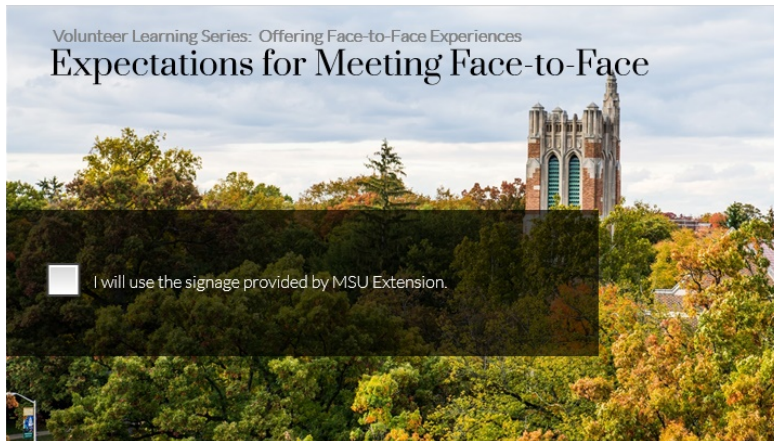 Volunteer Learning Series:  Offering Face-to-Face Experiences
Expectations for Meeting Face-to-Face
I will use the signage provided by MSU Extension.